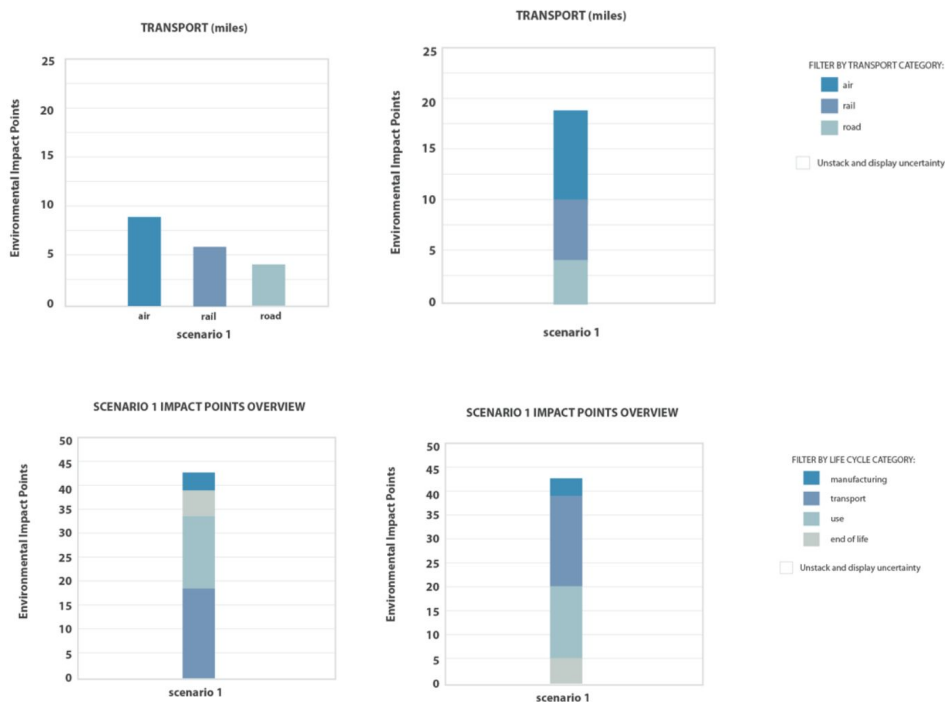 TRANSPORT (miles)
Environmental Impact Points
25
20
15
10
5
0
air
rail
road
scenario 1
TRANSPORT (miles)
Environmental Impact Points
25
20
15
10
5
0
scenario 1
FILTER BY TRANSPORT CATEGORY:
air
rail
road
Unstack and display uncertainty
SCENARIO 1 IMPACT POINTS OVERVIEW
Environmental Impact Points
50
45
40
35
30
25
20
15
10
5
0
scenario 1
SCENARIO 1 IMPACT POINTS OVERVIEW
Environmental Impact Points
50
45
40
35
30
25
20
15
10
5
0
scenario 1
FILTER BY LIFE CYCLE CATEGORY:
manufacturing
transport
use
end of life
Unstack and display uncertainty